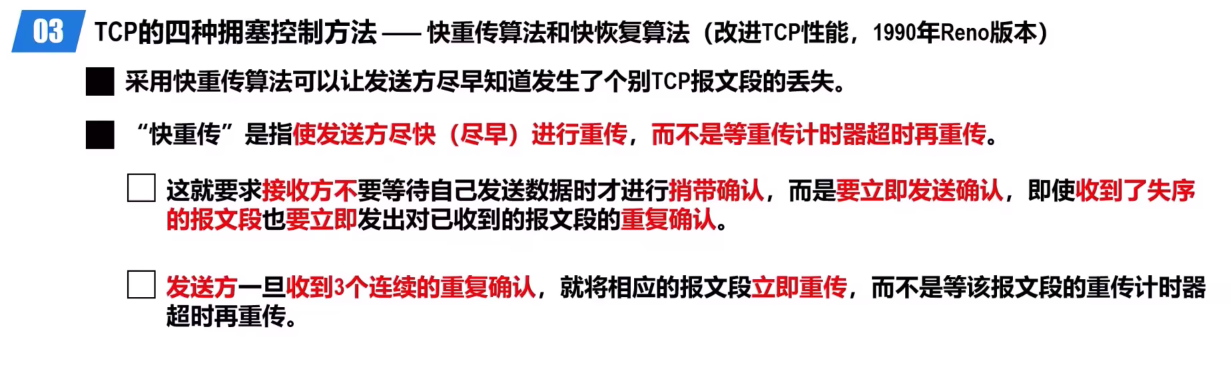 03 TCP的四种拥塞控制方法 —— 快重传算法和快恢复算法（改进TCP性能，1990年Reno版本）
采用快重传算法可以让发送方尽早知道发生了个别TCP报文段的丢失。
“快重传”是指使发送方尽快（尽早）进行重传，而不是等重传计时器超时再重传。
这就要求接收方不要等待自己发送数据时才进行捎带确认，而是要立即发送确认，即使收到了失序
的报文段也要立即发出对已收到的报文段的重复确认。
发送方一旦收到3个连续的重复确认，就将相应的报文段立即重传，而不是等该报文段的重传计时器
超时再重传。